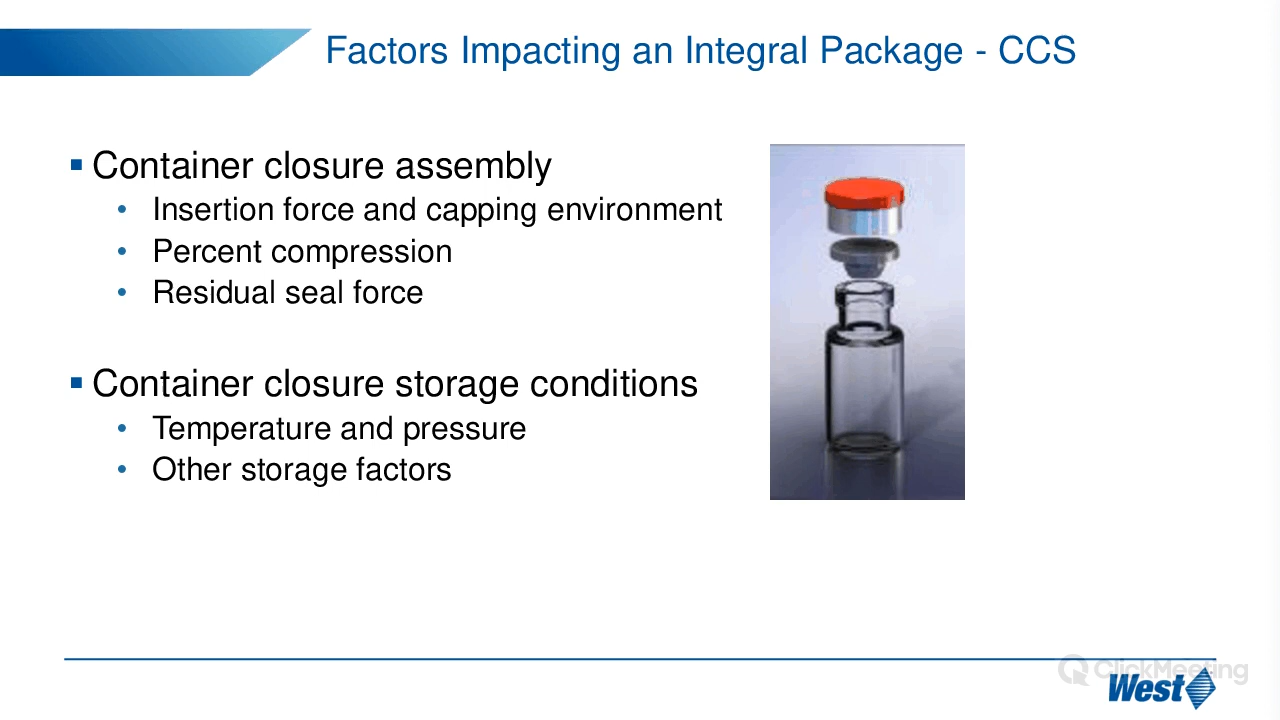 Factors Impacting an Integral Package - CCS
Container closure assembly
Insertion force and capping environment
Percent compression
Residual seal force
Container closure storage conditions
Temperature and pressure
Other storage factors
ClickMeeting
West